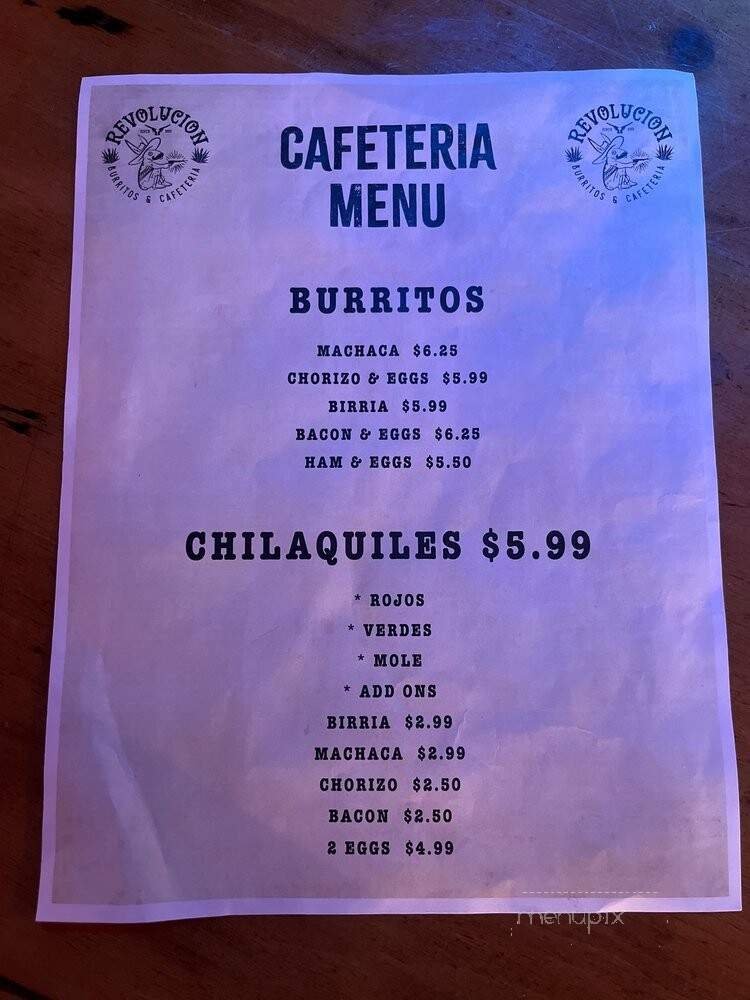 REVOLUCION
BURRITOS & CAFETERIA
REVOLUCION
BURRITOS & CAFETERIA
CAFETERIA
MENU
BURRITOS
MACHACA $6.25
CHORIZO & EGGS $5.99
BIRRIA $5.99
BACON & EGGS $6.25
HAM & EGGS $5.50
CHILAQUILES $5.99
* ROJOS
* VERDES
* MOLE
* ADD ONS
BIRRIA $2.99
MACHACA $2.99
CHORIZO $2.50
BACON $2.50
2 EGGS $4.99
menupix